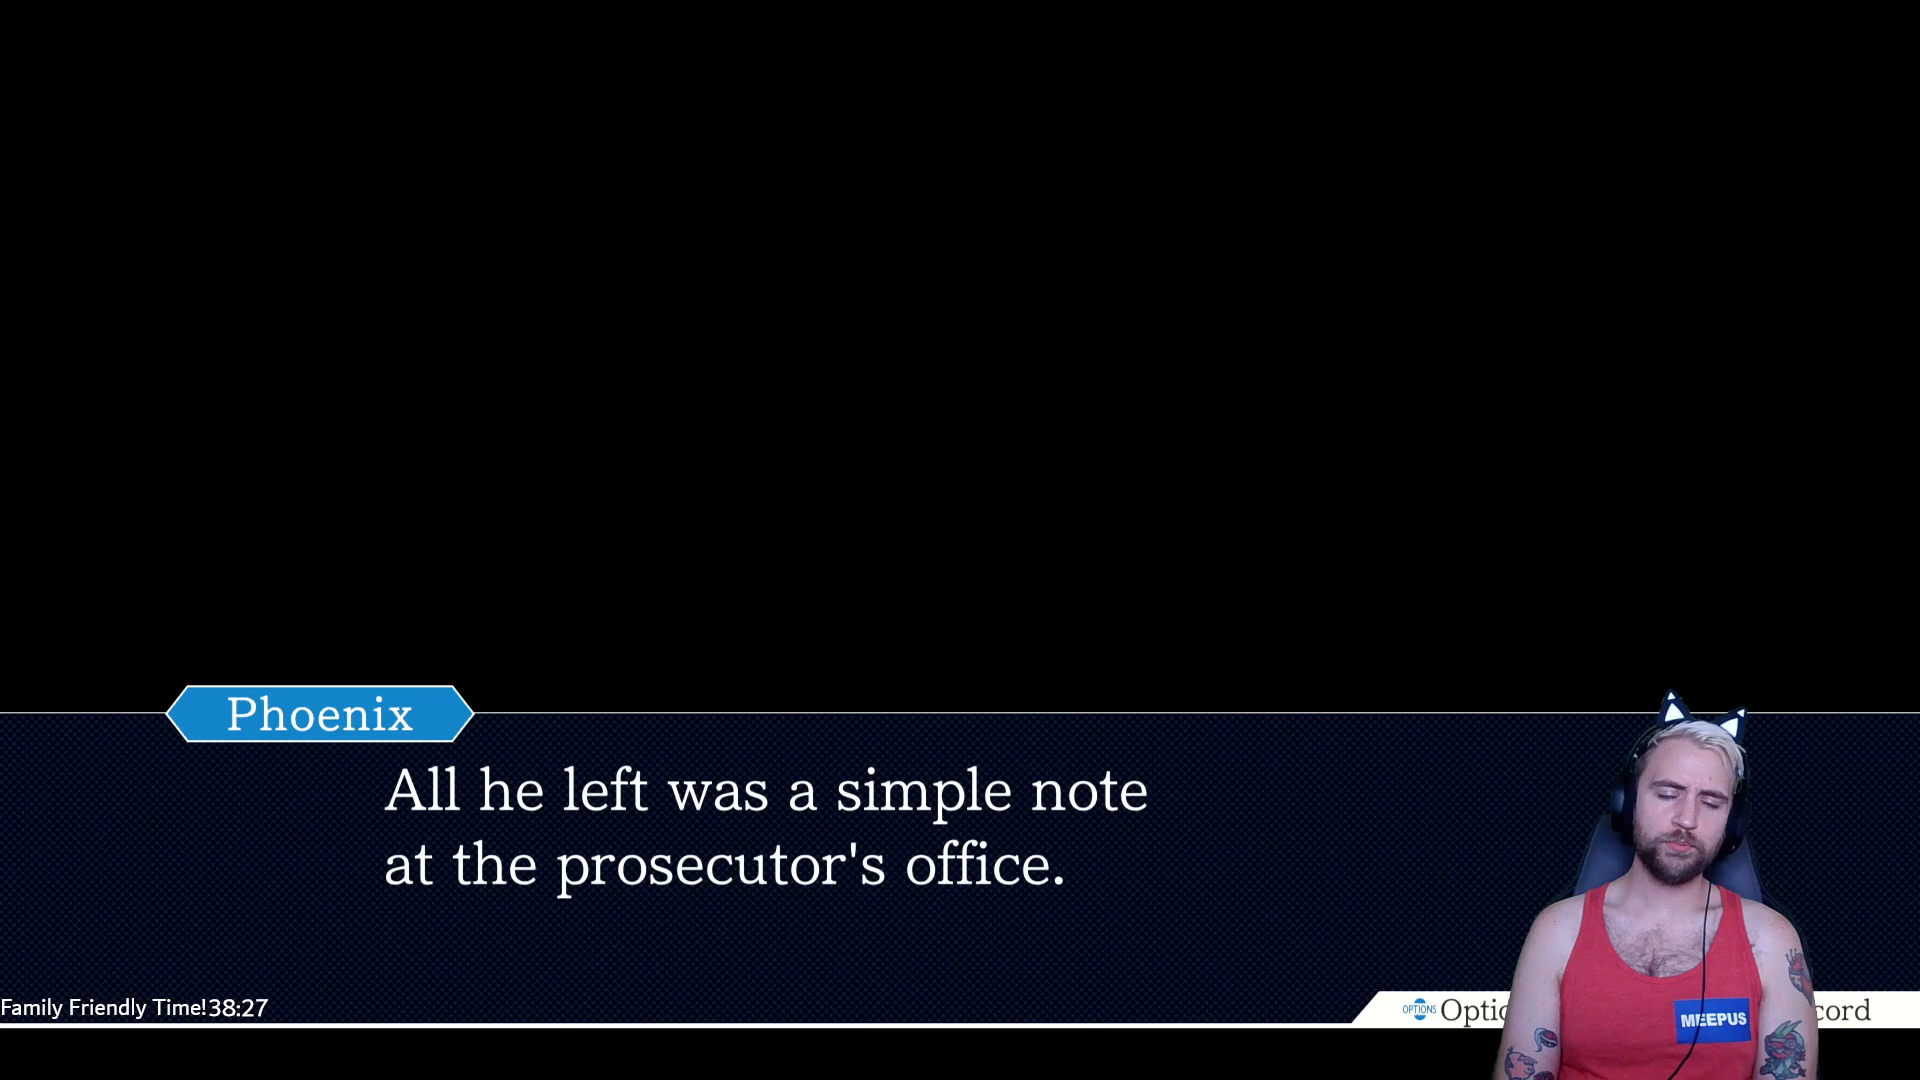 Phoenix
All he left was a simple note
at the prosecutor's office.
Family Friendly Time!38:27
OPTIONS
MEEPUS